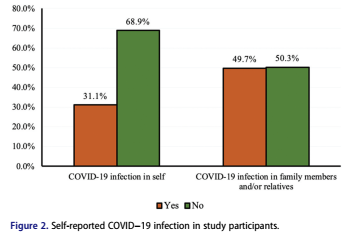 80.0%
70.0%
60.0%
50.0%
40.0%
30.0%
20.0%
10.0%
0.0%
31.1%
68.9%
49.7%
50.3%
COVID-19 infection in self
COVID-19 infection in family members
and/or relatives
Yes No
Figure 2. Self-reported COVID−19 infection in study participants.